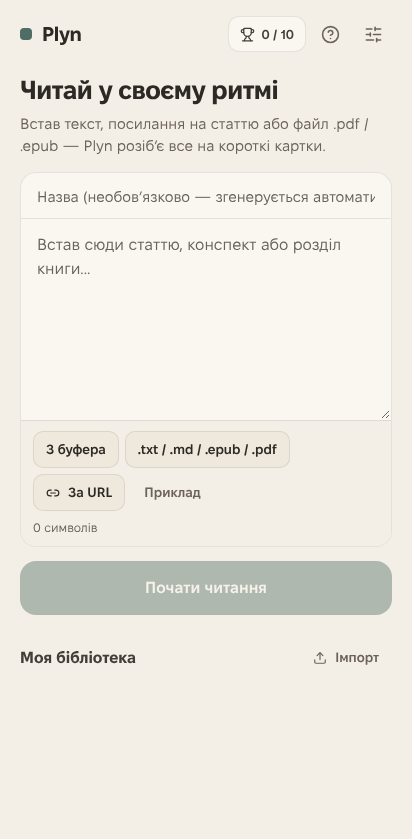 Plyn
0 / 10
Читай у своєму ритмі
Встав текст, посилання на статтю або файл .pdf /
.epub — Plyn розіб’є все на короткі картки.
Назва (необов’язково — згенерується автомати
Встав сюди статтю, конспект або розділ
книги…
З буфера
.txt / .md / .epub / .pdf
За URL
Приклад
0 символів
Почати читання
Моя бібліотека
Імпорт